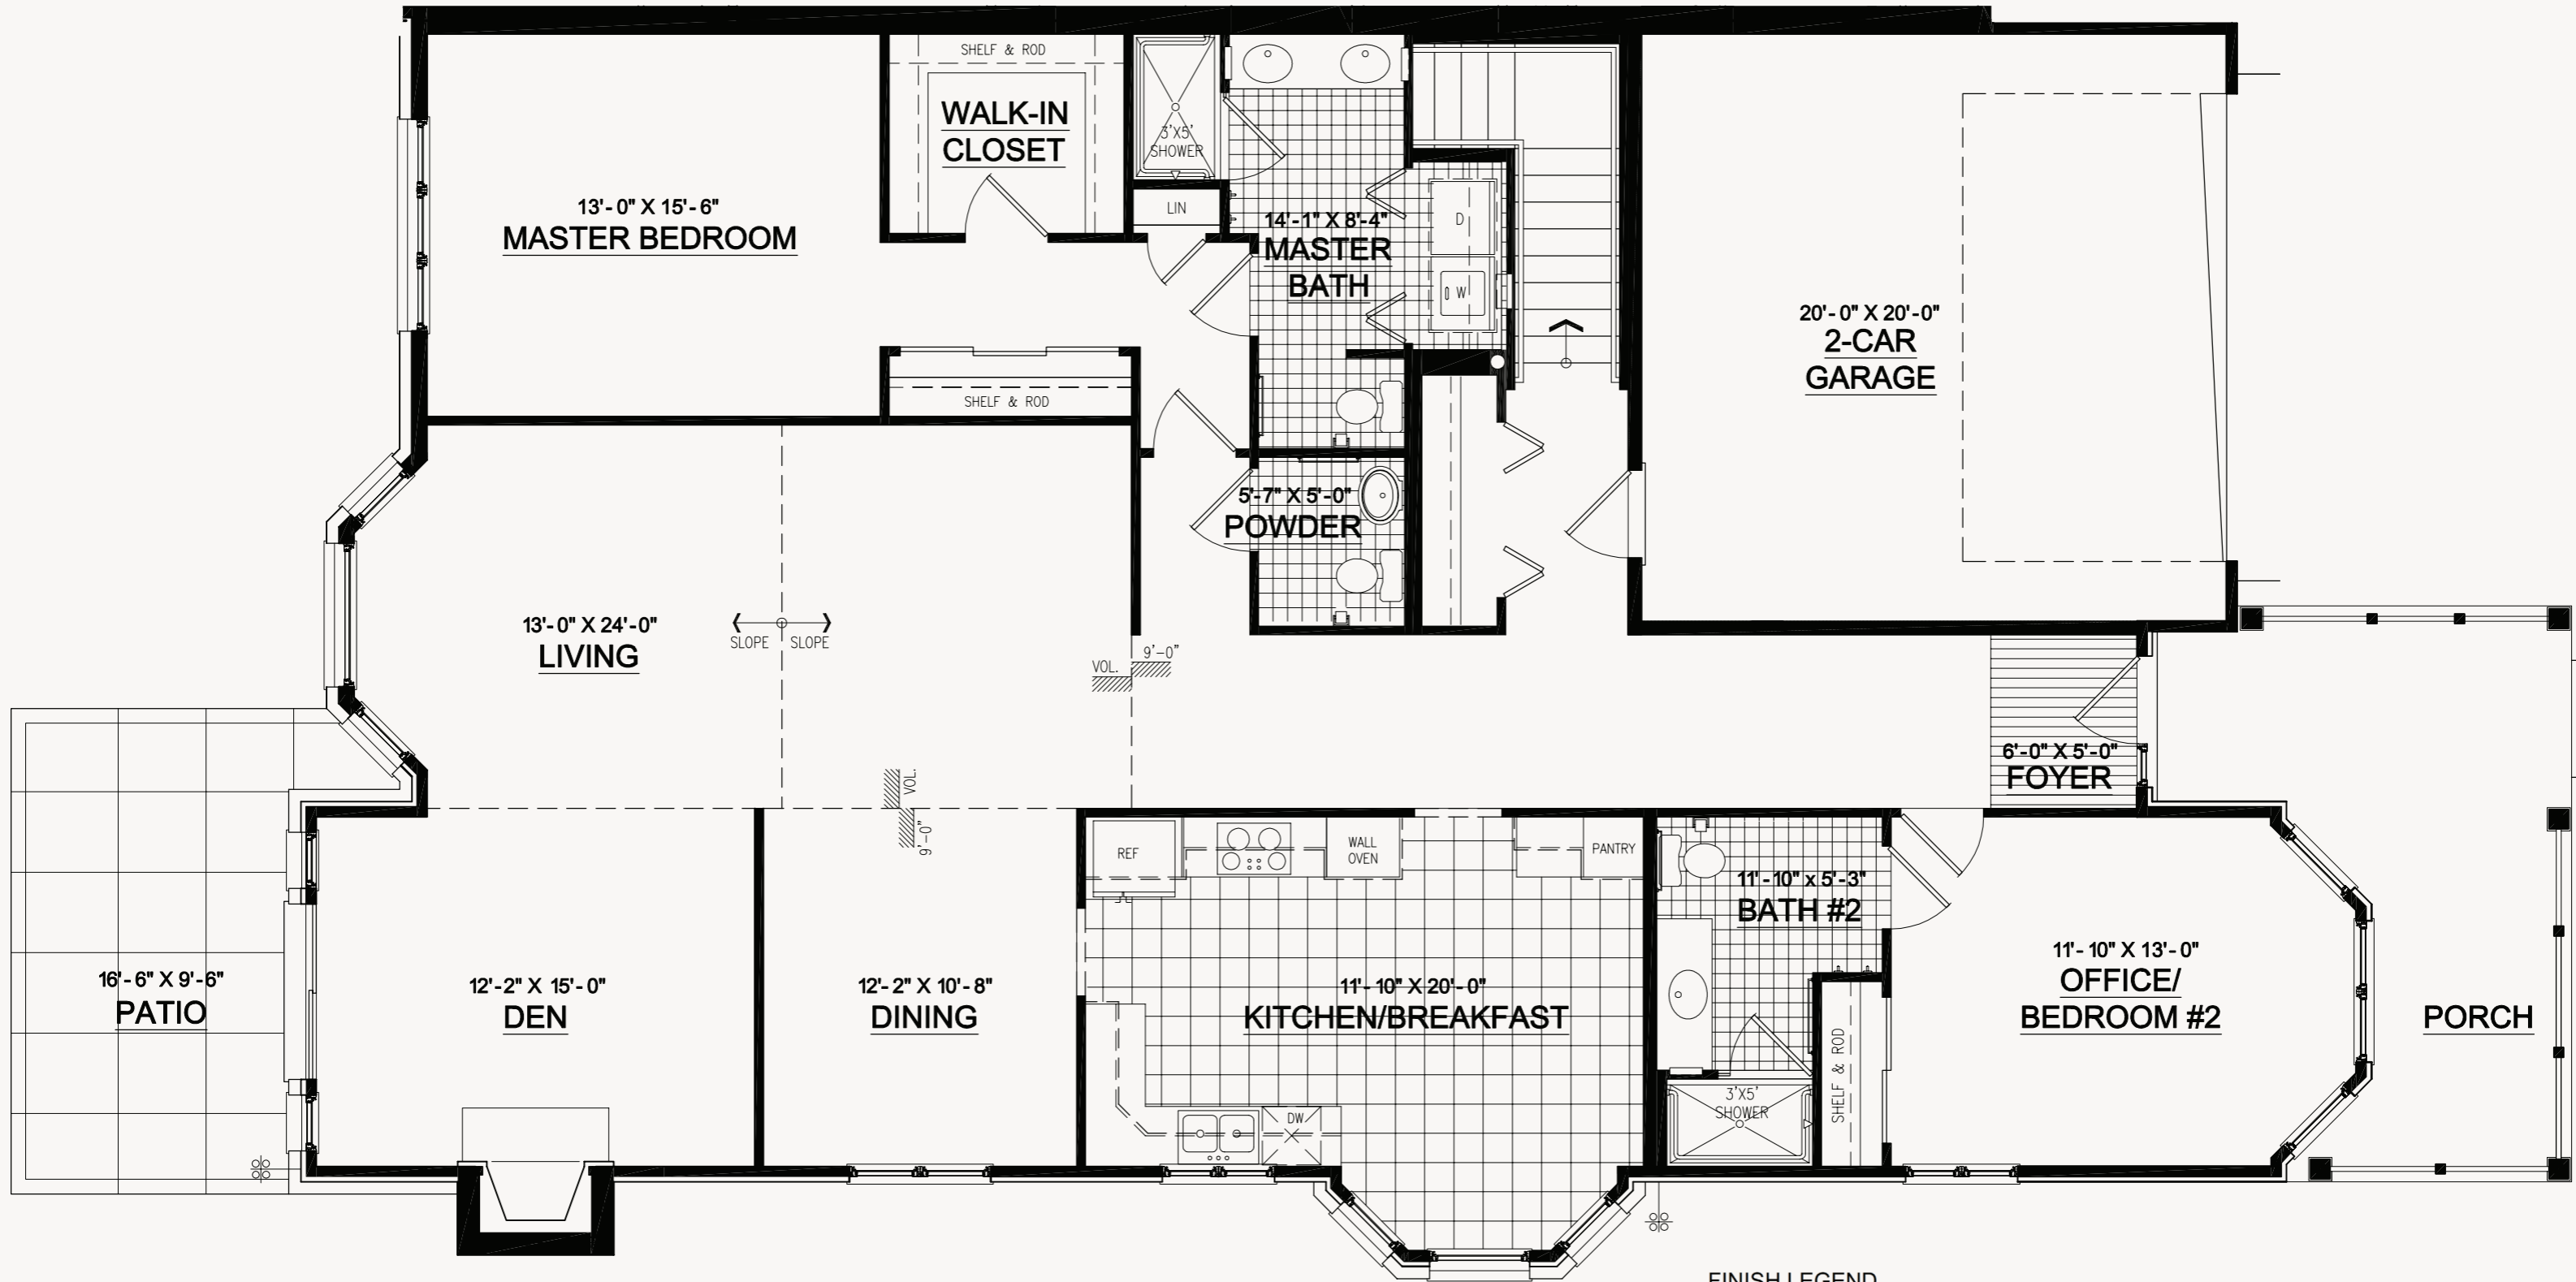 SHELF & ROD
WALK-IN
CLOSET
3'X5'
SHOWER
LIN
13'-0" X 15'-6"
MASTER BEDROOM
14'-1" X 8'-4"
MASTER
BATH
D
W
SHELF & ROD
20'-0" X 20'-0"
2-CAR
GARAGE
5'-7" X 5'-0"
POWDER
13'-0" X 24'-0"
LIVING
SLOPE
SLOPE
VOL.
9'-0"
VOL.
9'-0"
6'-0" X 5'-0"
FOYER
REF
WALL
OVEN
PANTRY
11'-10" x 5'-3"
BATH #2
16'-6" X 9'-6"
PATIO
12'-2" X 15'-0"
DEN
12'-2" X 10'-8"
DINING
11'-10" X 20'-0"
KITCHEN/BREAKFAST
DW
3'X5'
SHOWER
SHELF & ROD
11'-10" X 13'-0"
OFFICE/
BEDROOM #2
PORCH
FINISH LEGEND